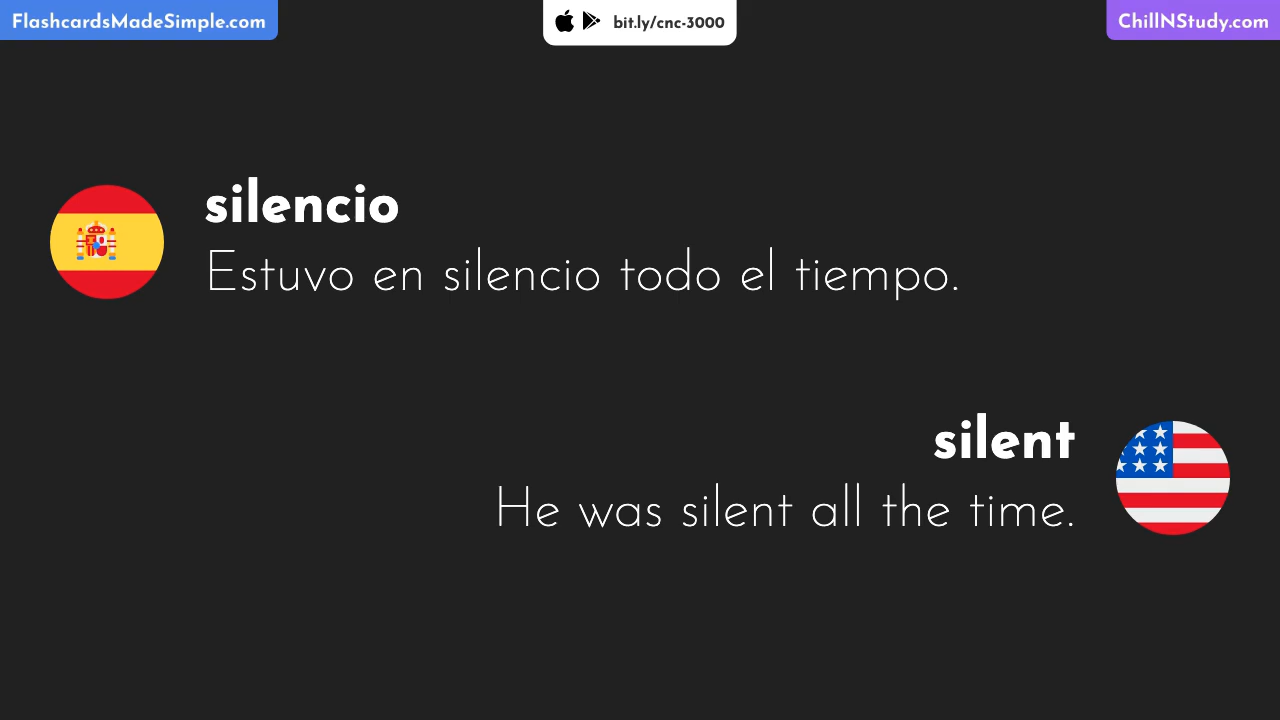 FlashcardsMadeSimple.com
bit.ly/cnc-3000
ChillNStudy.com
silencio
Estuvo en silencio todo el tiempo.
silent
He was silent all the time.